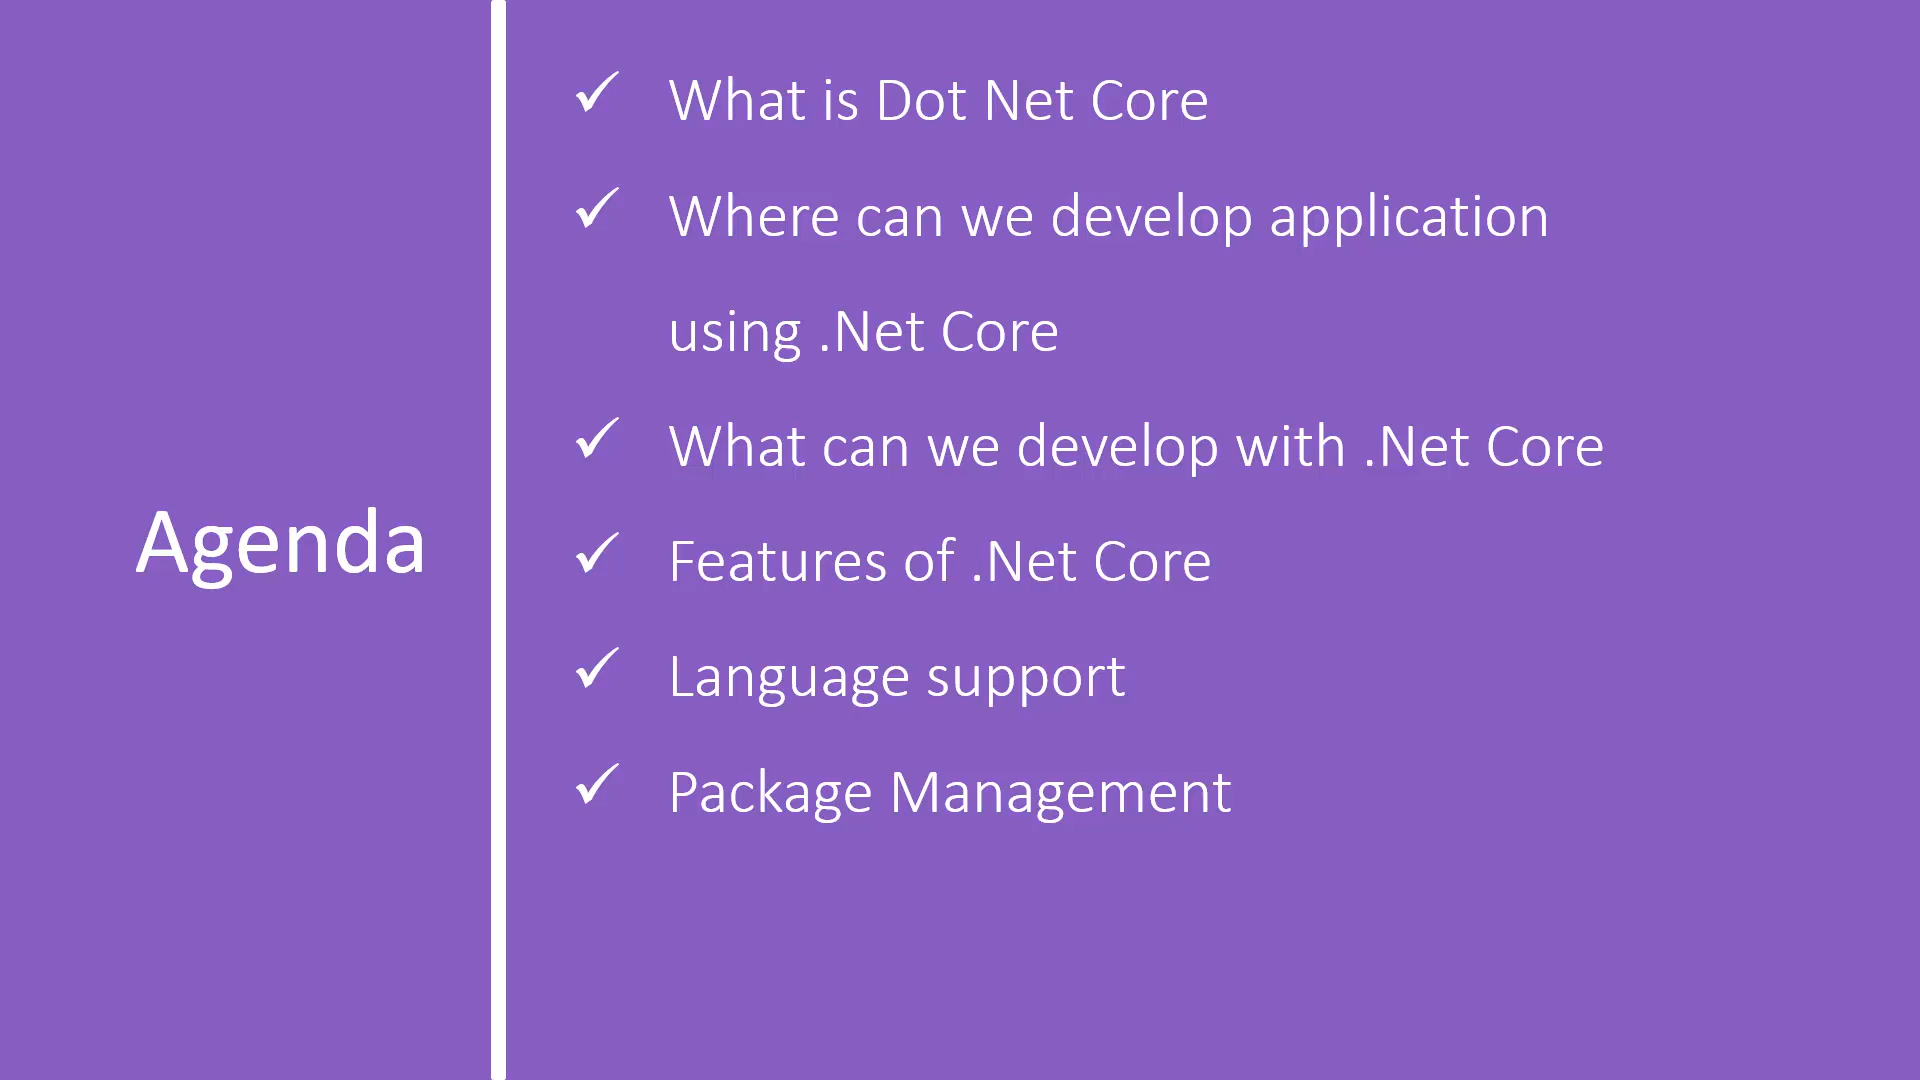 Agenda
✓ What is Dot Net Core
✓ Where can we develop application
using .Net Core
✓ What can we develop with .Net Core
✓ Features of .Net Core
✓ Language support
✓ Package Management